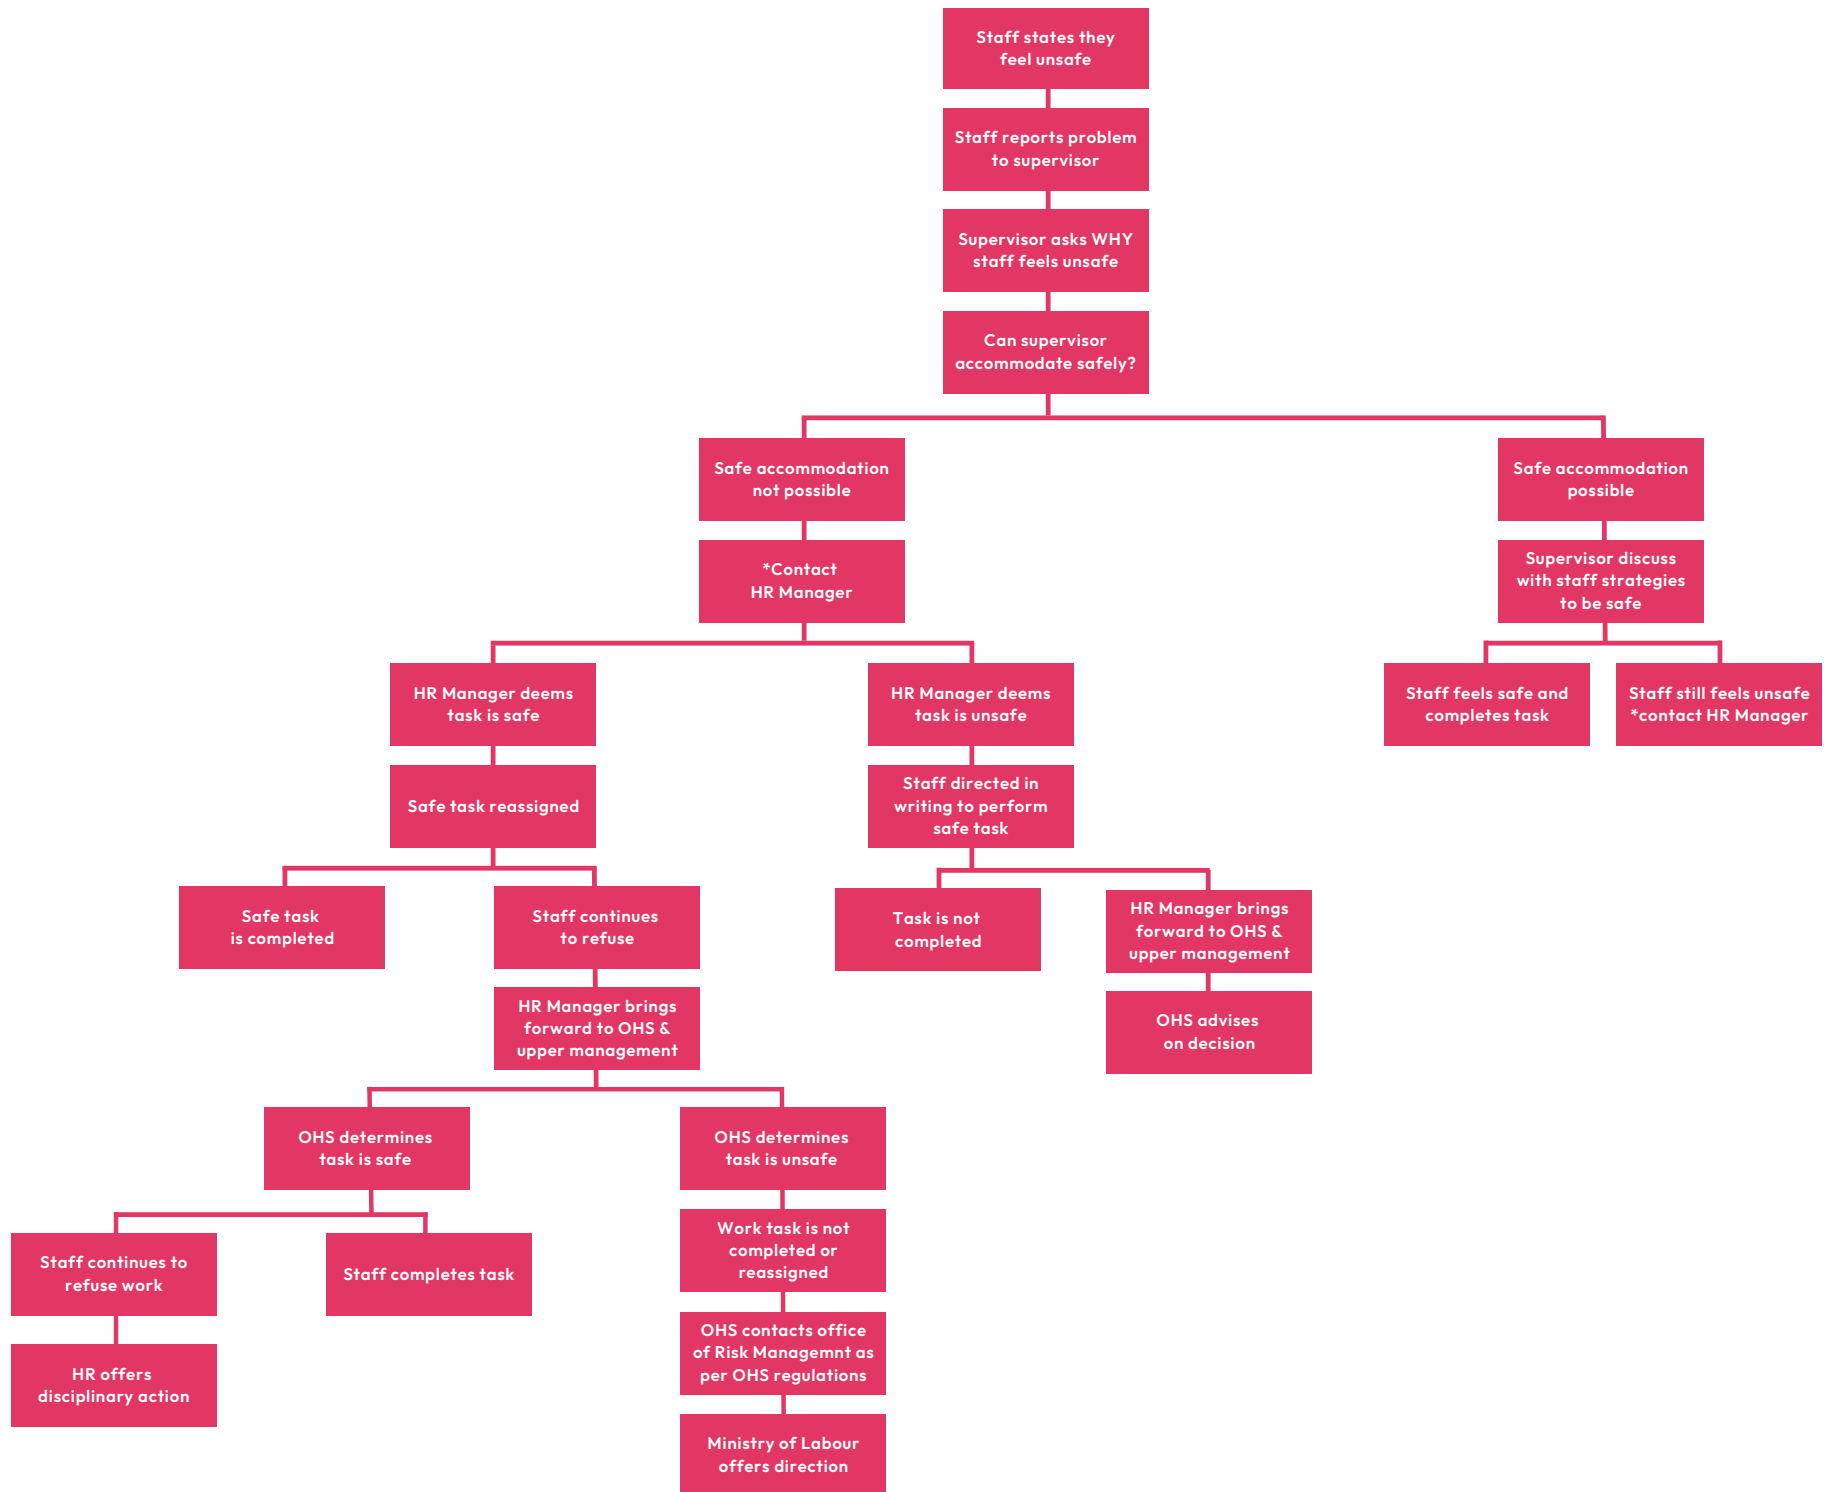 Staff states they
feel unsafe
Staff reports problem
to supervisor
Supervisor asks WHY
staff feels unsafe
Can supervisor
accommodate safely?
Safe accommodation
not possible
Safe accommodation
possible
*Contact
HR Manager
Supervisor discuss
with staff strategies
to be safe
HR Manager deems
task is safe
HR Manager deems
task is unsafe
Staff feels safe and
completes task
Staff still feels unsafe
*contact HR Manager
Safe task reassigned
Staff directed in
writing to perform
safe task
Safe task
is completed
Staff continues
to refuse
Task is not
completed
HR Manager brings
forward to OHS &
upper management
HR Manager brings
forward to OHS &
upper management
OHS advises
on decision
OHS determines
task is safe
OHS determines
task is unsafe
Staff continues to
refuse work
Staff completes task
Work task is not
completed or
reassigned
HR offers
disciplinary action
OHS contacts office
of Risk Managemnt as
per OHS regulations
Ministry of Labour
offers direction